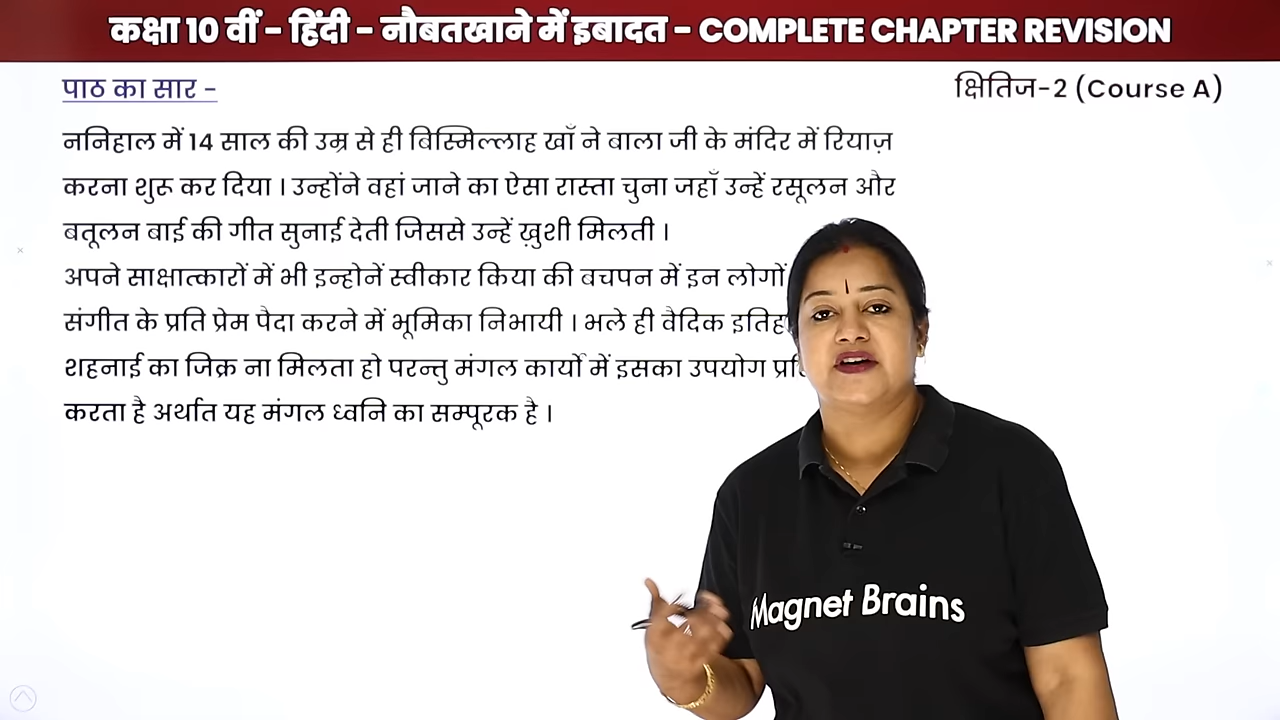 कक्षा 10 वीं - हिंदी - नौबतखाने में इबादत - COMPLETE CHAPTER REVISION
पाठ का सार -
क्षितिज-2 (Course A)
ननिहाल में 14 साल की उम्र से ही बिस्मिल्लाह खाँ ने बाला जी के मंदिर में रियाज़
करना शुरू कर दिया । उन्होंने वहां जाने का ऐसा रास्ता चुना जहाँ उन्हें रसूलन और
बतूलन बाई की गीत सुनाई देती जिससे उन्हें ख़ुशी मिलती ।
अपने साक्षात्कारों में भी इन्होनें स्वीकार किया की बचपन में इन लोगों
संगीत के प्रति प्रेम पैदा करने में भूमिका निभायी । भले ही वैदिक
शहनाई का जिक्र ना मिलता हो परन्तु मंगल कार्यों में इसका उपयोग
करता है अर्थात यह मंगल ध्वनि का सम्पूरक है ।
Magnet Brains